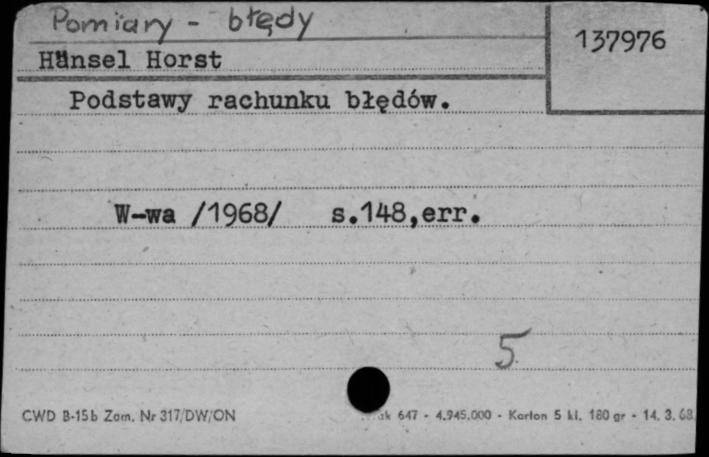 Pomiary - błędy
137976
Hänsel Horst
Podstawy rachunku błędów.
W-wa /1968/ s.148,err.
5
CWD B-15b Zam. Nr 317/DW/ON 647 - 4.945.000 - Karton 5 kl. 180 gr - 14. 3. 68